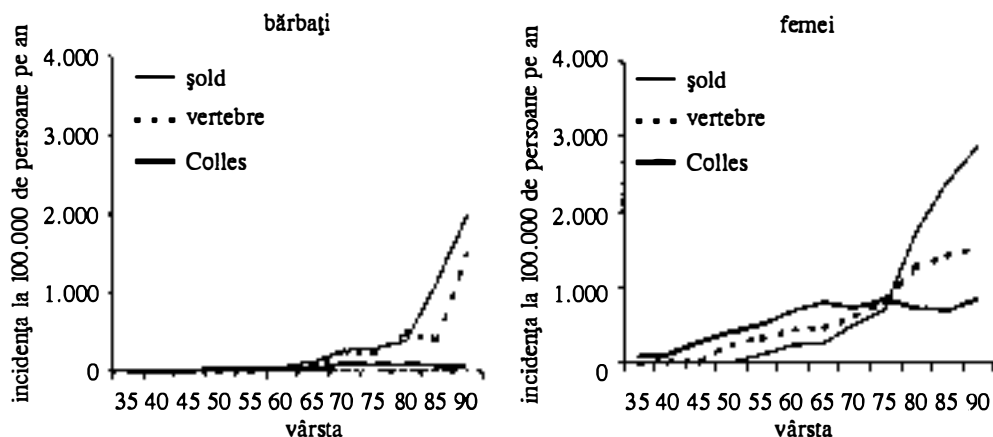 bărbaţi
incidenţa la 100.000 de persoane pe an
4.000
3.000
2.000
1.000
0
şold
vertebre
Colles
35 40 45 50 55 60 65 70 75 80 85 90
vârsta
femei
incidenţa la 100.000 de persoane pe an
4.000
3.000
2.000
1.000
0
şold
vertebre
Colles
35 40 45 50 55 60 65 70 75 80 85 90
vârsta